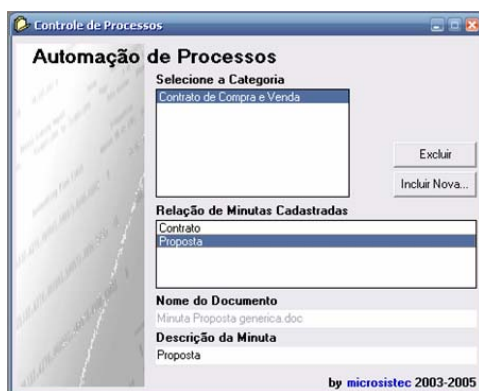 Controle de Processos
Automação de Processos
Selecione a Categoria
Contrato de Compra e Venda
Excluir
Incluir Nova...
Relação de Minutas Cadastradas
Contrato
Proposta
Nome do Documento
Minuta Proposta generica.doc
Descrição da Minuta
Proposta
by microsistec 2003-2005